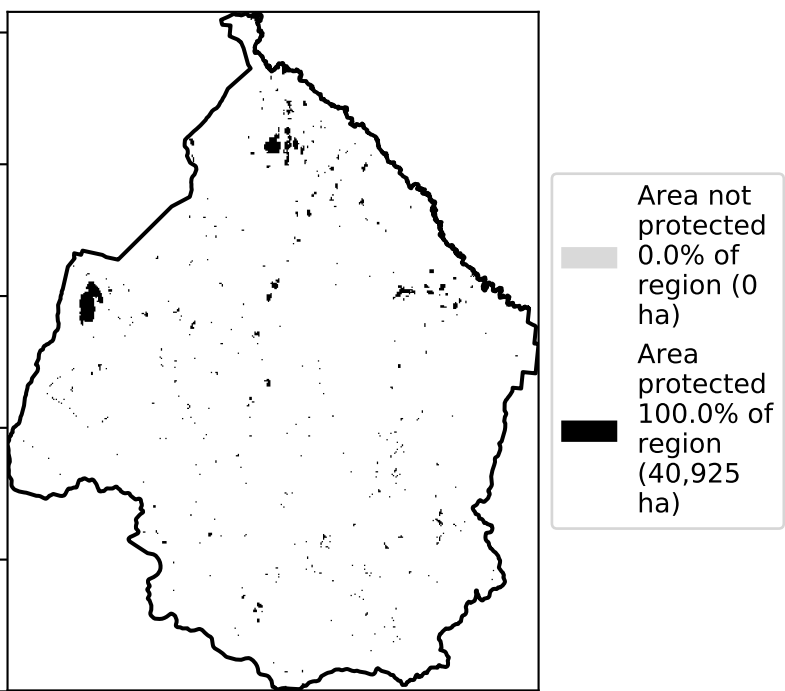 Area not
protected
0.0% of
region (0
ha)
Area
protected
100.0% of
region
(40,925
ha)